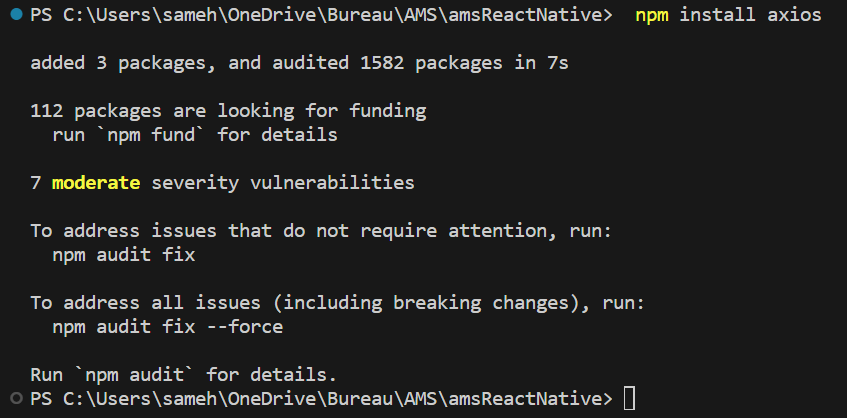 PS C:\Users\sameh\OneDrive\Bureau\AMS\amsReactNative>  npm install axios
added 3 packages, and audited 1582 packages in 7s
112 packages are looking for funding
  run `npm fund` for details
7 moderate severity vulnerabilities
To address issues that do not require attention, run:
  npm audit fix
To address all issues (including breaking changes), run:
  npm audit fix --force
Run `npm audit` for details.
PS C:\Users\sameh\OneDrive\Bureau\AMS\amsReactNative>